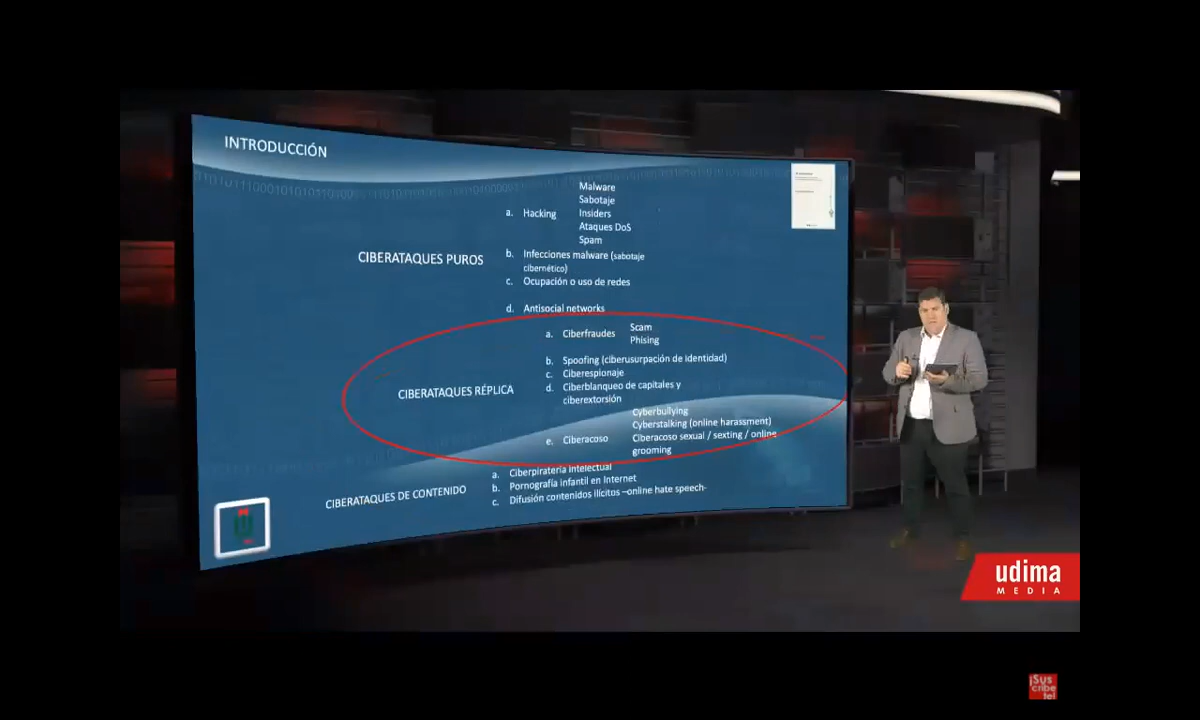 INTRODUCCIÓN
CIBERATAQUES PUROS
a. Hacking
Malware
Sabotaje
Insiders
Ataques DoS
Spam
b. Infecciones malware (sabotaje
cibernético)
c. Ocupación o uso de redes
d. Antisocial networks
CIBERATAQUES RÉPLICA
a. Ciberfraudes
Scam
Phising
b. Spoofing (ciberusurpación de identidad)
c. Ciberespionaje
d. Ciberblanqueo de capitales y
ciberextorsión
e. Ciberacoso
Cyberbullying
Cyberstalking (online harassment)
Ciberacoso sexual / sexting / online
grooming
CIBERATAQUES DE CONTENIDO
a. Ciberpiratería intelectual
b. Pornografía infantil en Internet
c. Difusión contenidos ilícitos –online hate speech-
udima
MEDIA
¡Sus
cribe
te!